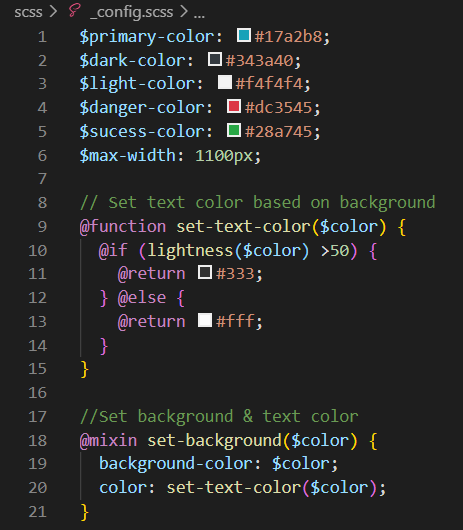 scss > _config.scss > ...
1 $primary-color: #17a2b8;
2 $dark-color: #343a40;
3 $light-color: #f4f4f4;
4 $danger-color: #dc3545;
5 $sucess-color: #28a745;
6 $max-width: 1100px;
7
8 // Set text color based on background
9 @function set-text-color($color) {
10 @if (lightness($color) >50) {
11 @return #333;
12 } @else {
13 @return #fff;
14 }
15 }
16
17 //Set background & text color
18 @mixin set-background($color) {
19 background-color: $color;
20 color: set-text-color($color);
21 }